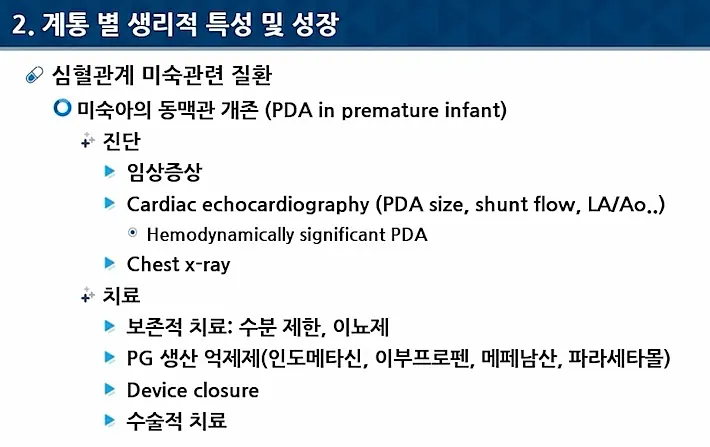 2. 계통 별 생리적 특성 및 성장
심혈관계 미숙관련 질환
미숙아의 동맥관 개존 (PDA in premature infant)
진단
임상증상
Cardiac echocardiography (PDA size, shunt flow, LA/Ao..)
Hemodynamically significant PDA
Chest x-ray
치료
보존적 치료: 수분 제한, 이뇨제
PG 생산 억제제(인도메타신, 이부프로펜, 메페남산, 파라세타몰)
Device closure
수술적 치료